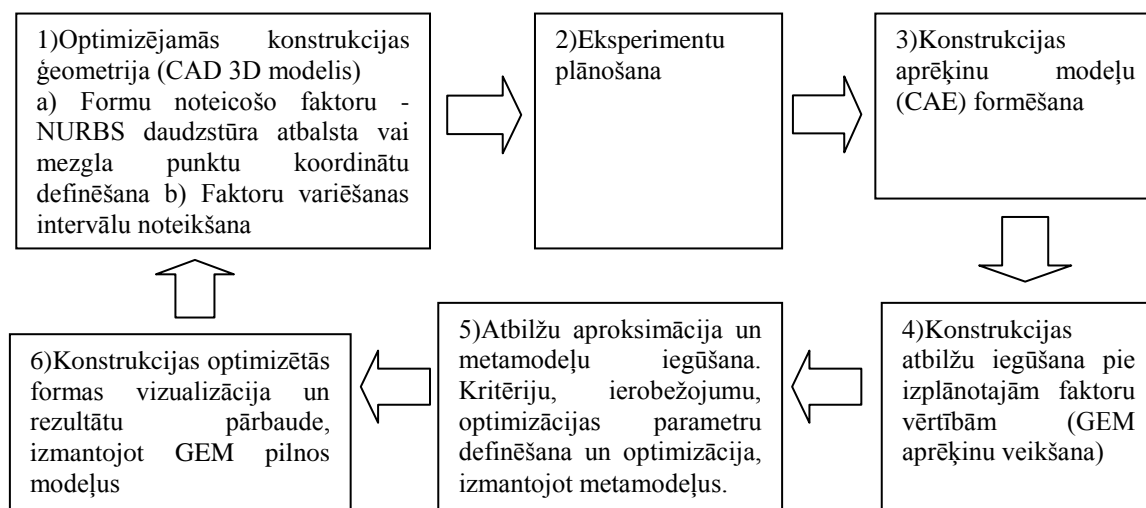 1)Optimizējamās konstrukcijas
ģeometrija (CAD 3D modelis)
a) Formu noteicošo faktoru -
NURBS daudzstūra atbalsta vai
mezgla punktu koordinātu
definēšana b) Faktoru variēšanas
intervālu noteikšana
2)Eksperimentu
plānošana
3)Konstrukcijas
aprēķinu modeļu
(CAE) formēšana
4)Konstrukcijas
atbilžu iegūšana pie
izplānotajām faktoru
vērtībām (GEM
aprēķinu veikšana)
5)Atbilžu aproksimācija un
metamodeļu iegūšana.
Kritēriju, ierobežojumu,
optimizācijas parametru
definēšana un optimizācija,
izmantojot metamodeļus.
6)Konstrukcijas optimizētās
formas vizualizācija un
rezultātu pārbaude,
izmantojot GEM pilnos
modeļus